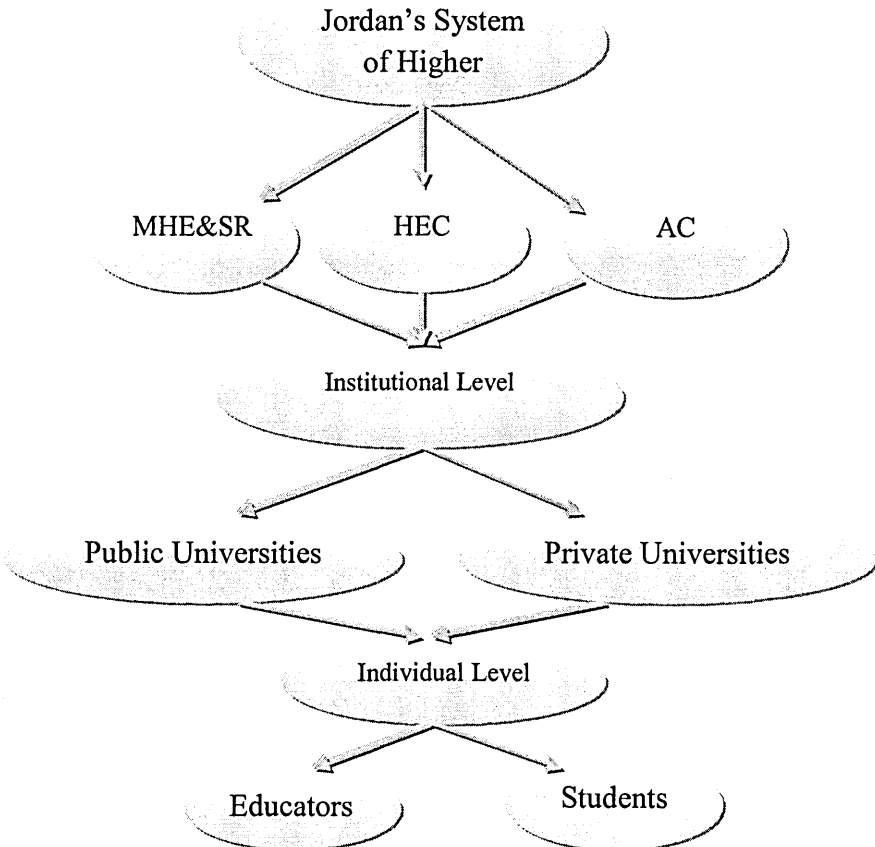 Jordan's System
of Higher
MHE&SR
HEC
AC
Institutional Level
Public Universities
Private Universities
Individual Level
Educators
Students